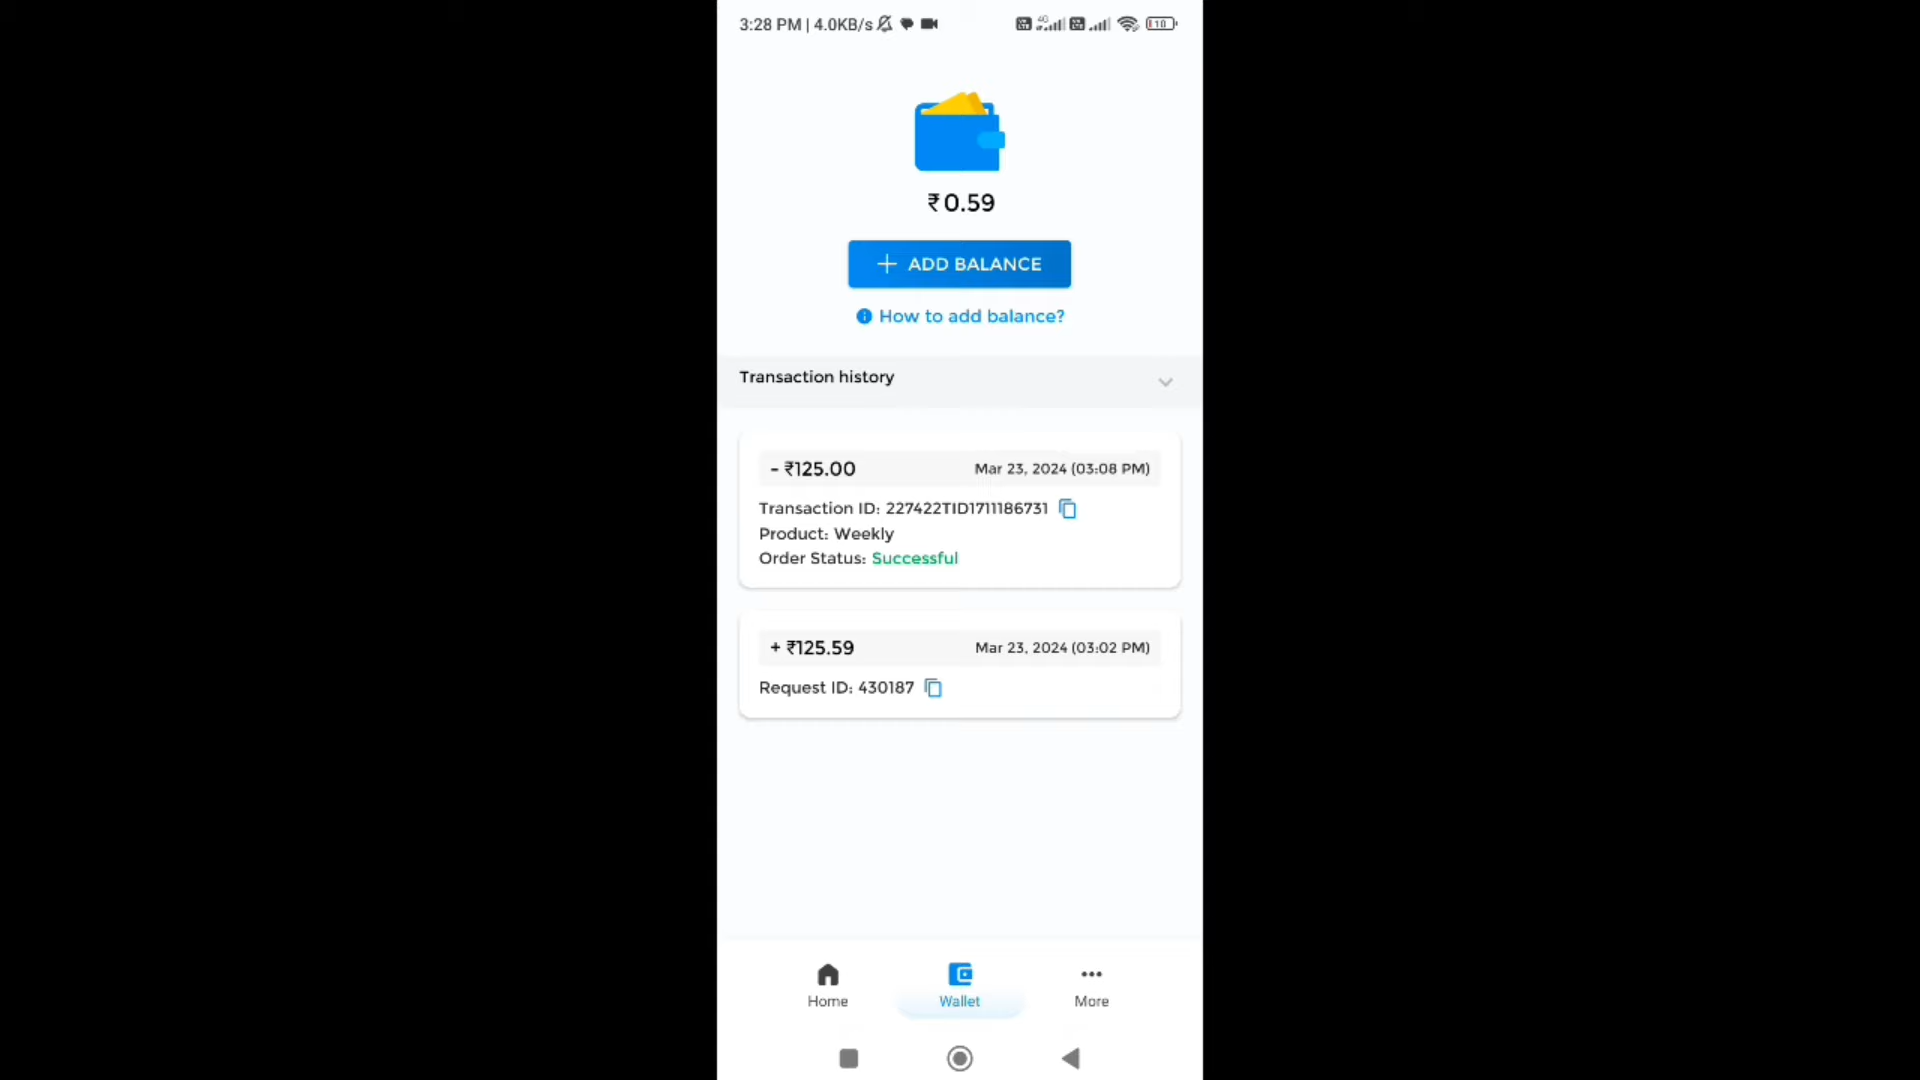 3:28 PM | 4.0KB/s
4G
10
₹0.59
+ ADD BALANCE
How to add balance?
Transaction history
- ₹125.00 Mar 23, 2024 (03:08 PM)
Transaction ID: 227422TID1711186731
Product: Weekly
Order Status: Successful
+ ₹125.59 Mar 23, 2024 (03:02 PM)
Request ID: 430187
Home Wallet More